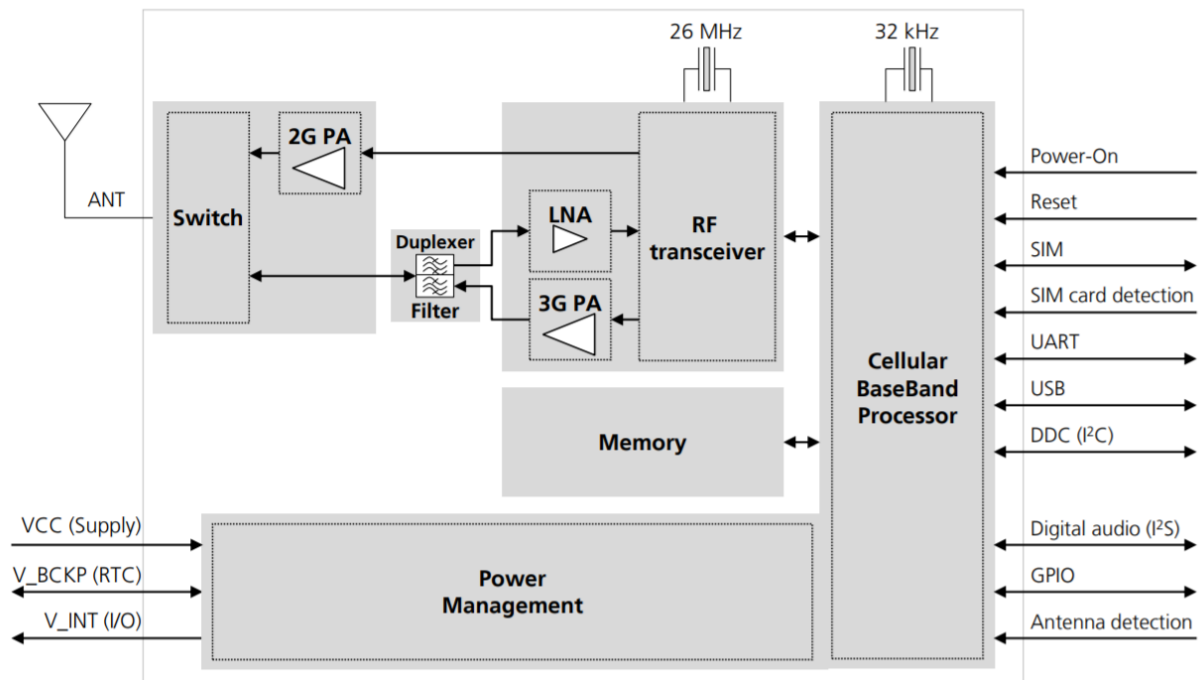 26 MHz
32 kHz
2G PA
ANT
Switch
LNA
RF
transceiver
Duplexer
Filter
3G PA
Memory
Cellular
BaseBand
Processor
Power
Management
VCC (Supply)
V_BCKP (RTC)
V_INT (I/O)
Power-On
Reset
SIM
SIM card detection
UART
USB
DDC (I²C)
Digital audio (I²S)
GPIO
Antenna detection